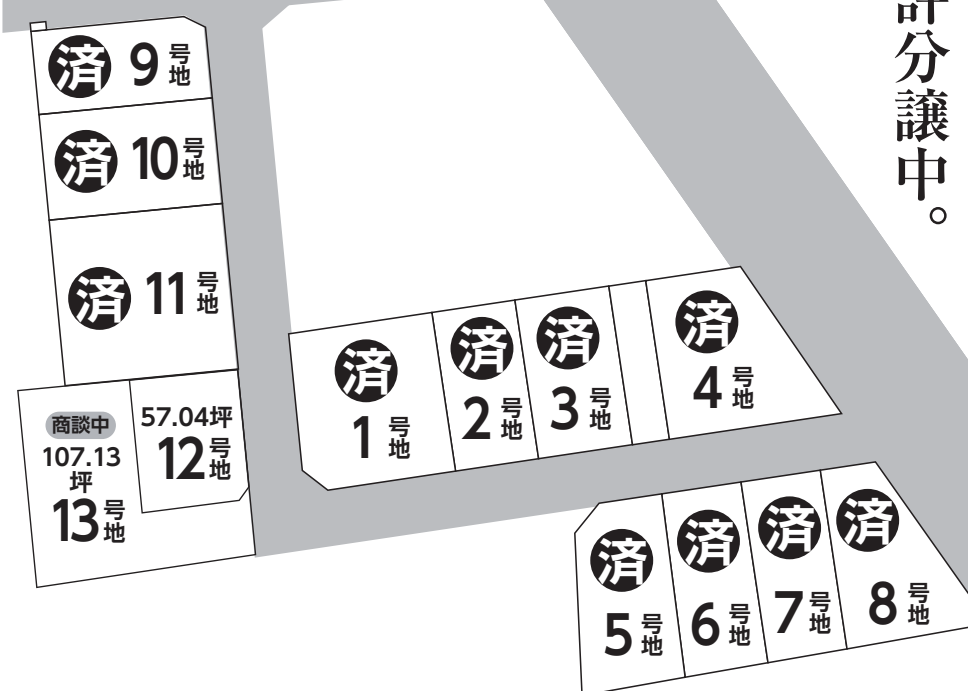 分譲中。
済 9号地
済 10号地
済 11号地
57.04坪
12号地
商談中
107.13
坪
13号地
済
1号地
済
2号地
済
3号地
済
4号地
済
5号地
済
6号地
済
7号地
済
8号地